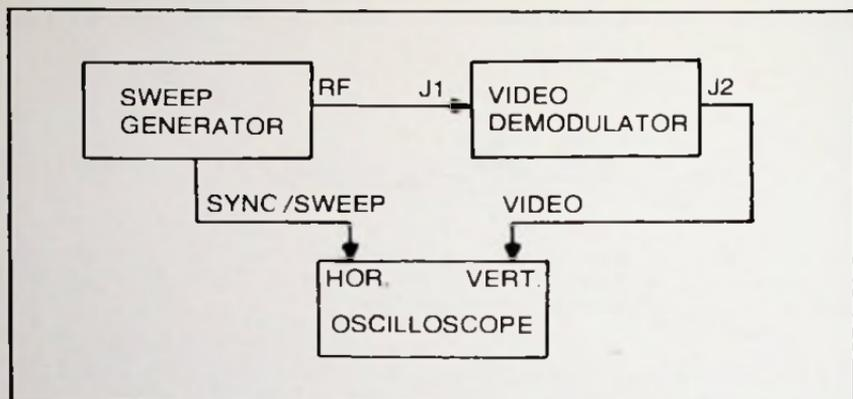 SWEEP
GENERATOR
RF
J1
VIDEO
DEMODULATOR
J2
SYNC/SWEEP
VIDEO
HOR.
VERT.
OSCILLOSCOPE